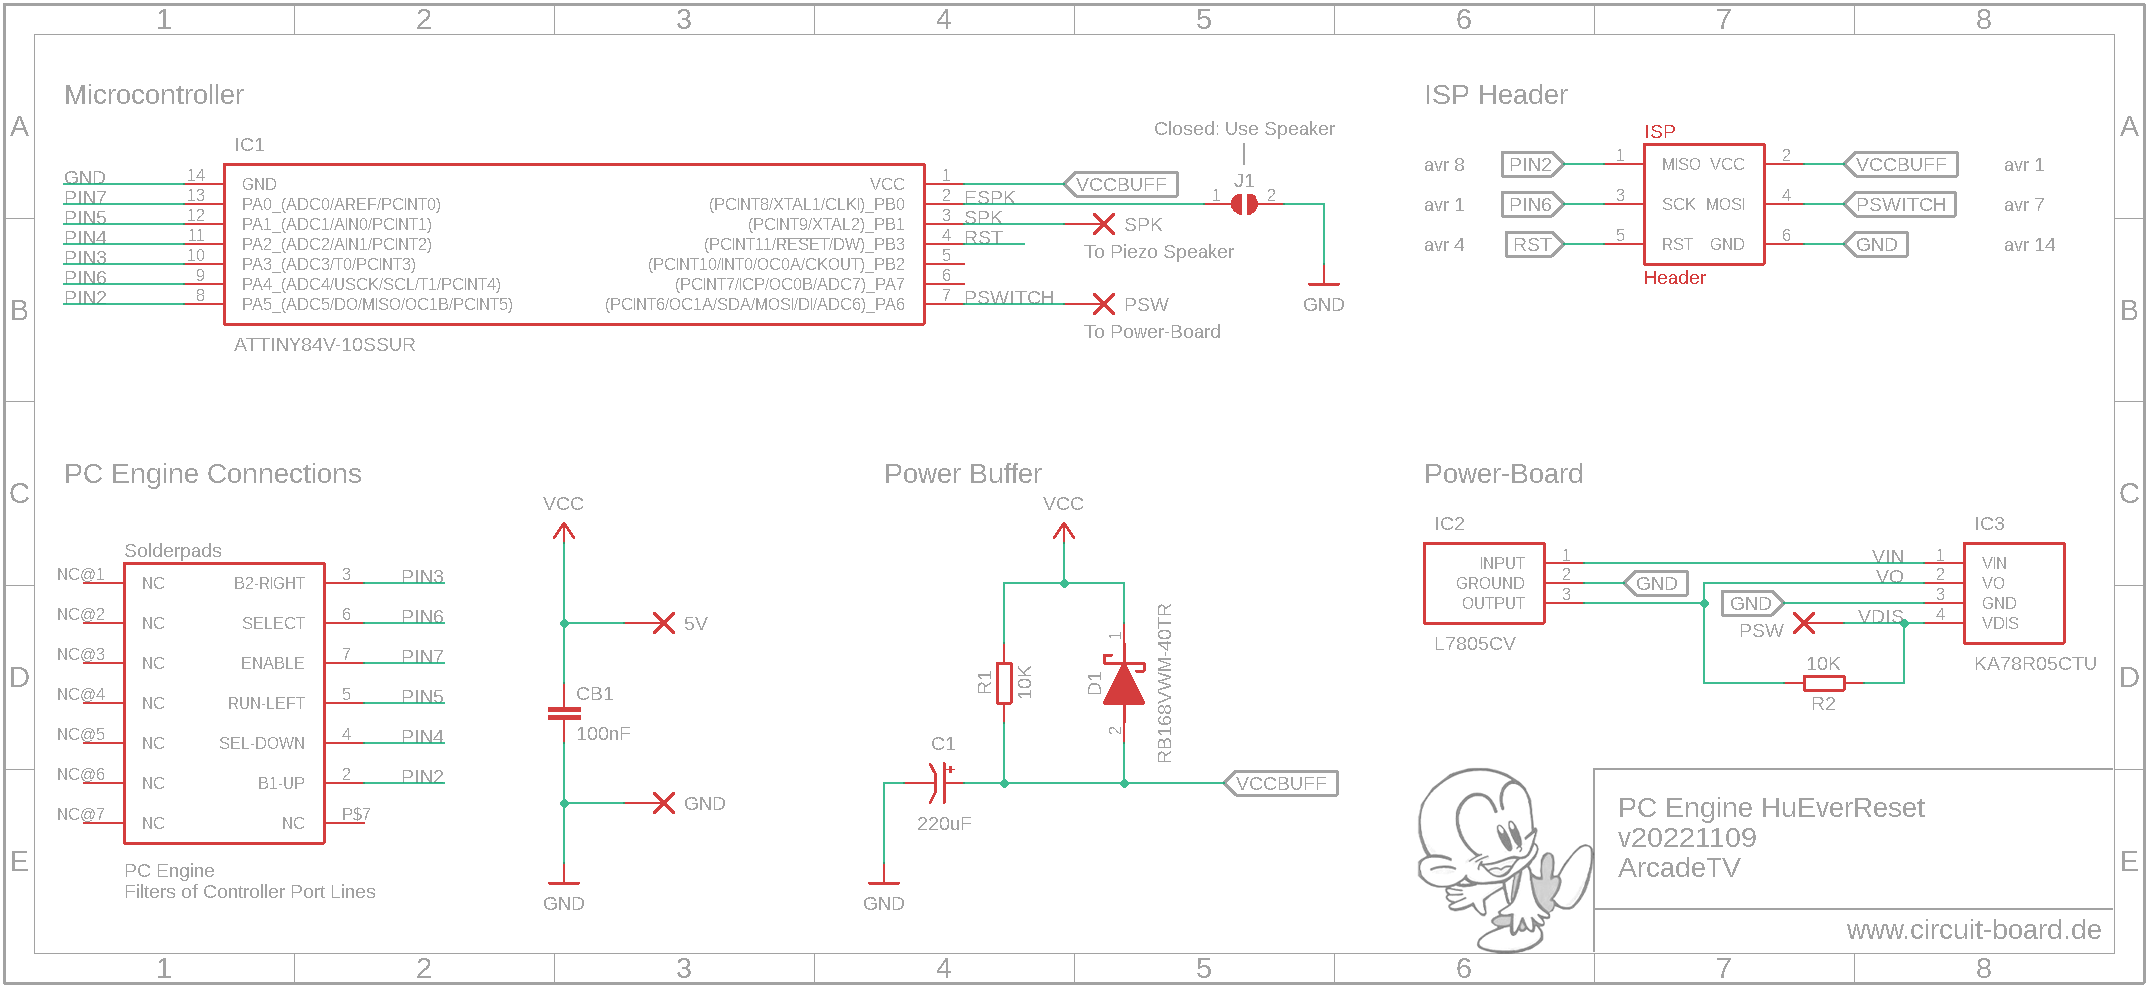 1 2 3 4 5 6 7 8
A
B
C
D
E
A
B
C
D
E
1 2 3 4 5 6 7 8
Microcontroller
IC1
GND 14 GND
PIN7 13 PA0_(ADC0/AREF/PCINT0)
PIN5 12 PA1_(ADC1/AIN0/PCINT1)
PIN4 11 PA2_(ADC2/AIN1/PCINT2)
PIN3 10 PA3_(ADC3/T0/PCINT3)
PIN6 9 PA4_(ADC4/USCK/SCL/T1/PCINT4)
PIN2 8 PA5_(ADC5/DO/MISO/OC1B/PCINT5)
VCC 1 VCCBUFF
(PCINT8/XTAL1/CLKI)_PB0 2 ESPK
(PCINT9/XTAL2)_PB1 3 SPK
(PCINT11/RESET/DW)_PB3 4 RST
(PCINT10/INT0/OC0A/CKOUT)_PB2 5
(PCINT7/ICP/OC0B/ADC7)_PA7 6
(PCINT6/OC1A/SDA/MOSI/DI/ADC6)_PA6 7 PSWITCH
ATTINY84V-10SSUR
Closed: Use Speaker
J1
1 2
SPK
To Piezo Speaker
GND
PSW
To Power-Board
ISP Header
ISP
avr 8 PIN2 1 MISO VCC 2 VCCBUFF avr 1
avr 1 PIN6 3 SCK MOSI 4 PSWITCH avr 7
avr 4 RST 5 RST GND 6 GND avr 14
Header
PC Engine Connections
Solderpads
NC@1 NC B2-RIGHT 3 PIN3
NC@2 NC SELECT 6 PIN6
NC@3 NC ENABLE 7 PIN7
NC@4 NC RUN-LEFT 5 PIN5
NC@5 NC SEL-DOWN 4 PIN4
NC@6 NC B1-UP 2 PIN2
NC@7 NC NC P$7
PC Engine
Filters of Controller Port Lines
VCC
5V
CB1
100nF
GND
GND
Power Buffer
VCC
R1
10K
D1
1
2
RB168VWM-40TR
C1
+
220uF
VCCBUFF
GND
Power-Board
IC2
INPUT 1
GROUND 2 GND
OUTPUT 3
L7805CV
IC3
VIN 1 VIN
VO 2 VO
GND 3 GND
PSW VDIS 4 VDIS
KA78R05CTU
10K
R2
PC Engine HuEverReset
v20221109
ArcadeTV
www.circuit-board.de